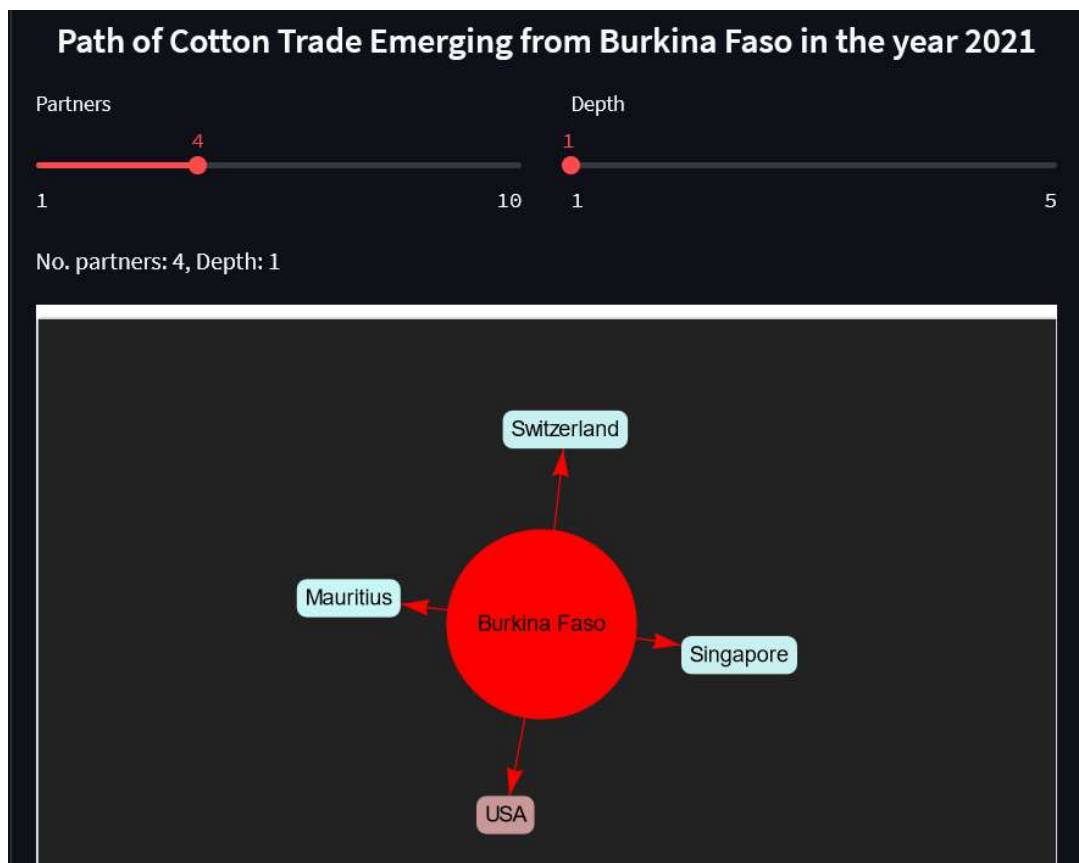 Path of Cotton Trade Emerging from Burkina Faso in the year 2021
Partners
Depth
4
1
1
10
1
5
No. partners: 4, Depth: 1
Switzerland
Mauritius
Burkina Faso
Singapore
USA